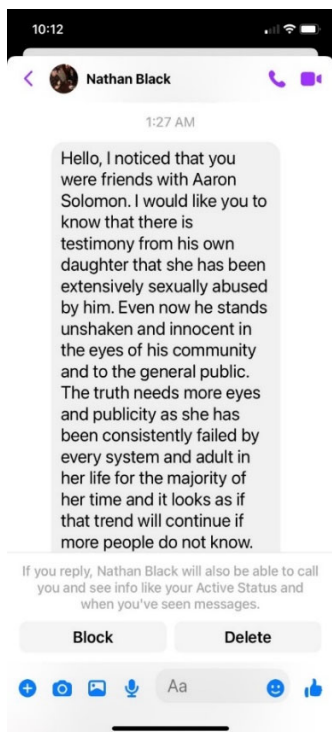 10:12
Nathan Black
1:27 AM
Hello, I noticed that you
were friends with Aaron
Solomon. I would like you to
know that there is
testimony from his own
daughter that she has been
extensively sexually abused
by him. Even now he stands
unshaken and innocent in
the eyes of his community
and to the general public.
The truth needs more eyes
and publicity as she has
been consistently failed by
every system and adult in
her life for the majority of
her time and it looks as if
that trend will continue if
more people do not know.
If you reply, Nathan Black will also be able to call
you and see info like your Active Status and
when you've seen messages.
Block
Delete
Aa